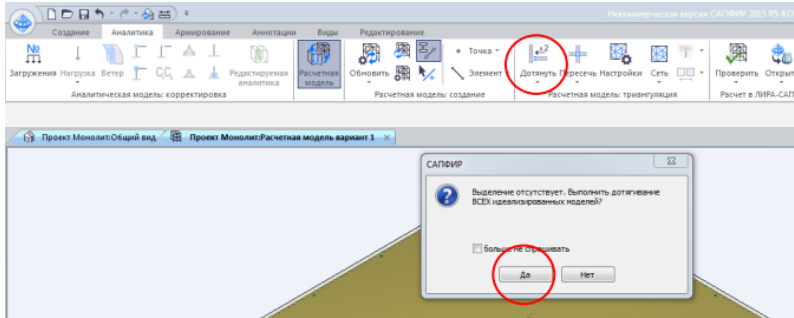 Некоммерческая версия САПФИР 2015 R5-КО
Создание Аналитика Армирование Аннотации Виды Редактирование
№
Загружения Нагрузка Ветер Редактируемая аналитика Расчетная модель Обновить Точка Элемент Дотянуть Пересечь Настройки Сеть Проверить Открыт
Аналитическая модель: корректировка Расчетная модель: создание Расчетная модель: триангуляция Расчет в ЛИРА-САП
Проект Монолит:Общий вид Проект Монолит:Расчетная модель вариант 1
САПФИР
Выделение отсутствует. Выполнить дотягивание
ВСЕХ идеализированных моделей?
больше не спрашивать
Да Нет